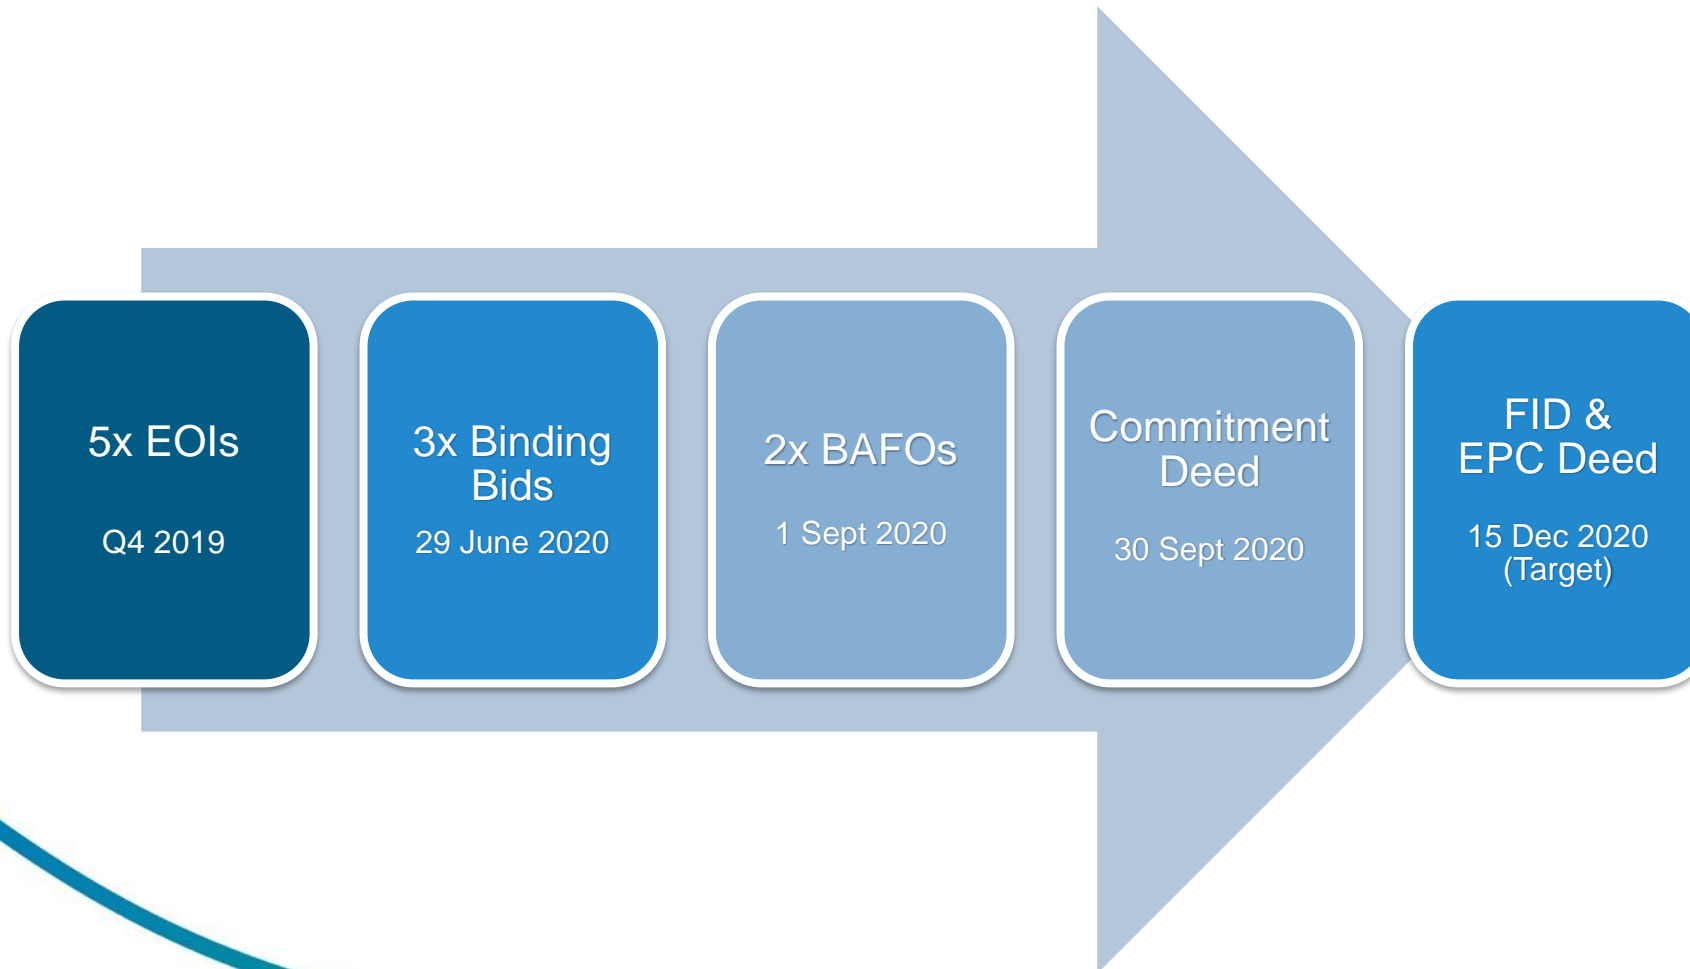 5x EOIs
Q4 2019
3x Binding
Bids
29 June 2020
2x BAFOs
1 Sept 2020
Commitment
Deed
30 Sept 2020
FID &
EPC Deed
15 Dec 2020
(Target)